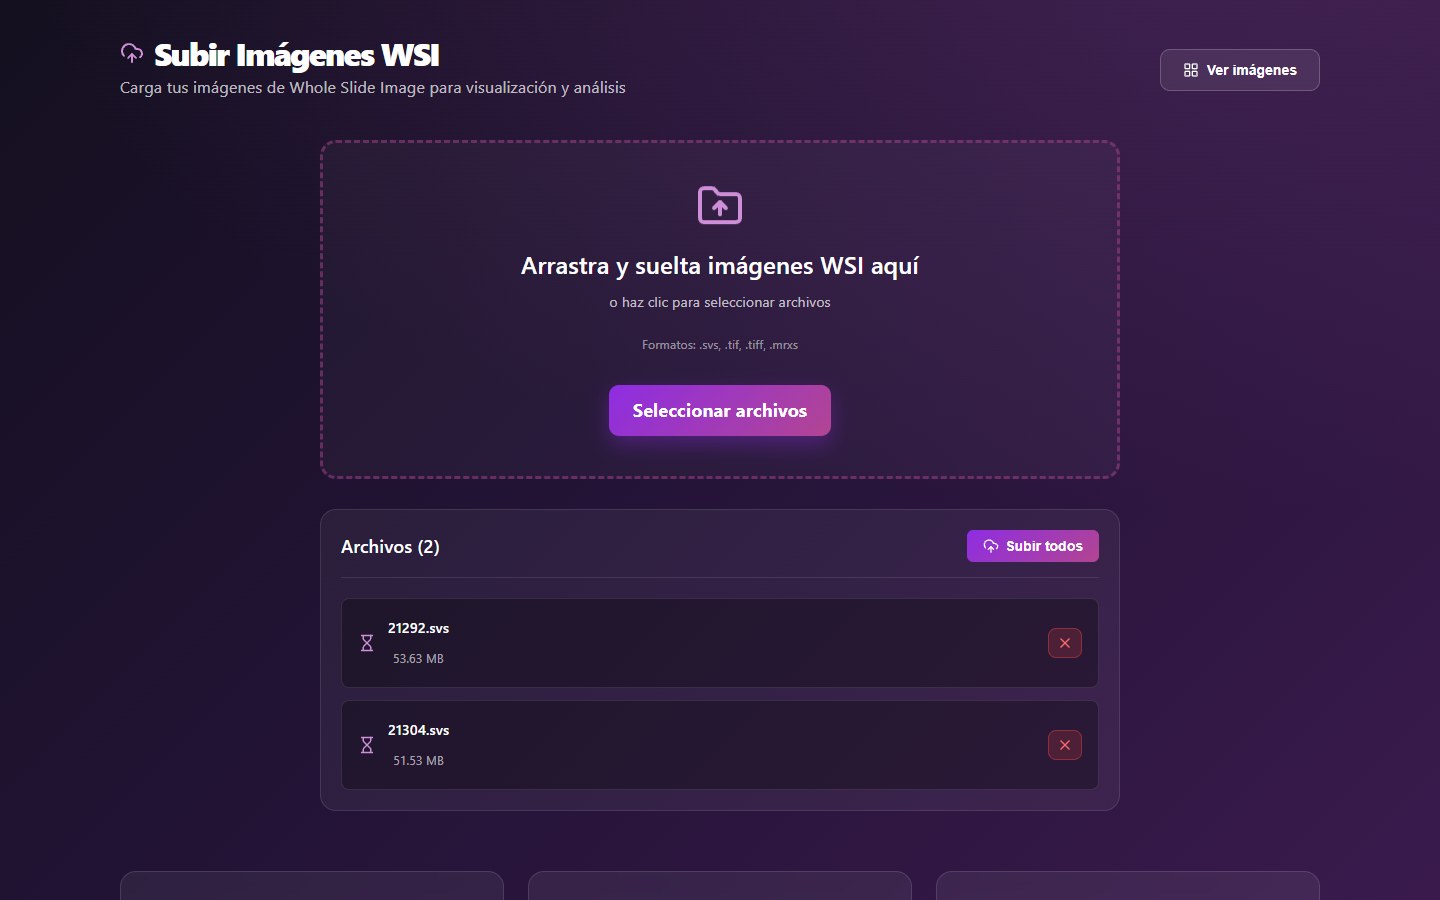 Subir Imágenes WSI
Carga tus imágenes de Whole Slide Image para visualización y análisis
Ver imágenes
Arrastra y suelta imágenes WSI aquí
o haz clic para seleccionar archivos
Formatos: .svs, .tif, .tiff, .mrxs
Seleccionar archivos
Archivos (2)
Subir todos
21292.svs
53.63 MB
21304.svs
51.53 MB